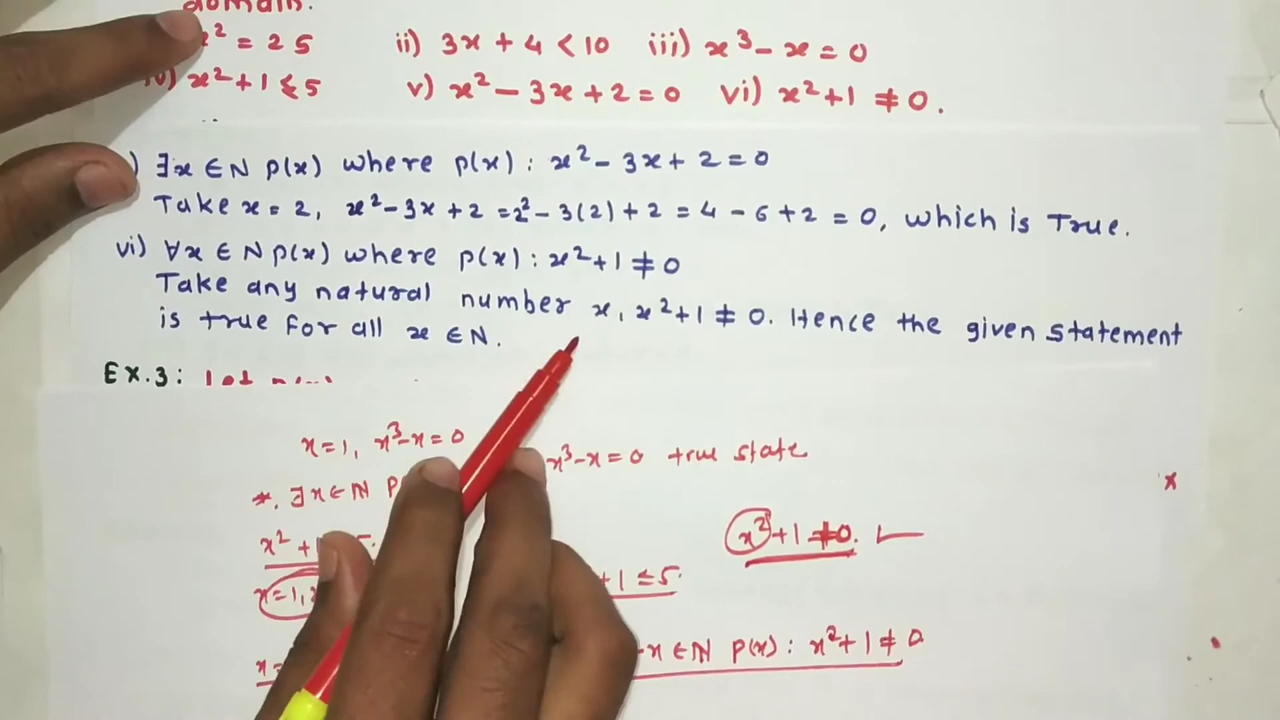 domain.
x² = 25 ii) 3x + 4 < 10 iii) x³ - x = 0
iv) x² + 1 ≤ 5 v) x² - 3x + 2 = 0 vi) x² + 1 ≠ 0.
) ∃x ∈ N p(x) where p(x) : x² - 3x + 2 = 0
Take x = 2, x² - 3x + 2 = 2² - 3(2) + 2 = 4 - 6 + 2 = 0, which is True.
vi) ∀x ∈ N p(x) where p(x) : x² + 1 ≠ 0
Take any natural number x, x² + 1 ≠ 0. Hence the given statement
is true for all x ∈ N.
Ex.3:
x = 1, x³ - x = 0 x³ - x = 0 true state
∃x ∈ N P
x² + x² + 1 ≠ 0.
x = 1, + 1 ≤ 5.
x = x ∈ N p(x) : x² + 1 ≠ 0